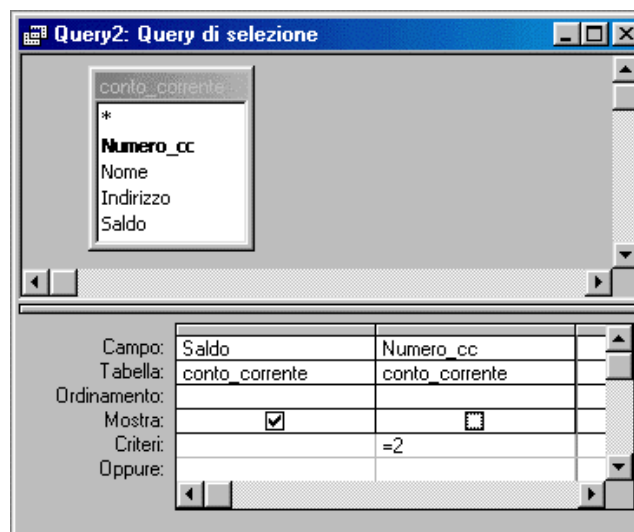 Query2: Query di selezione
conto_corrente
*
Numero_cc
Nome
Indirizzo
Saldo
Campo: Saldo Numero_cc
Tabella: conto_corrente conto_corrente
Ordinamento:
Mostra:
Criteri: =2
Oppure: